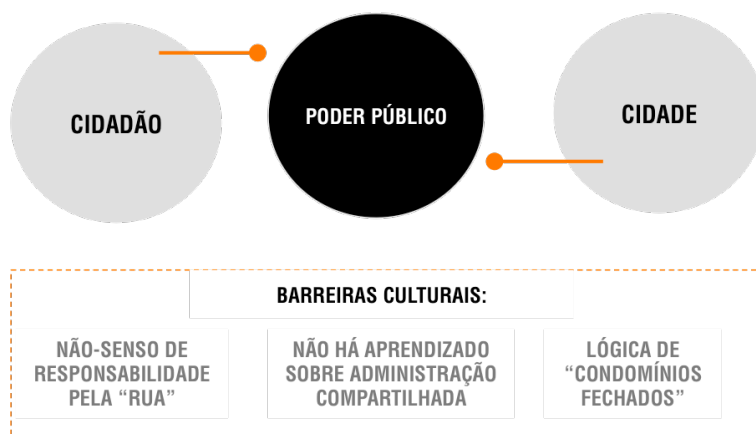 CIDADÃO
PODER PÚBLICO
CIDADE
BARREIRAS CULTURAIS:
NÃO-SENSO DE
RESPONSABILIDADE
PELA “RUA”
NÃO HÁ APRENDIZADO
SOBRE ADMINISTRAÇÃO
COMPARTILHADA
LÓGICA DE
“CONDOMÍNIOS
FECHADOS”